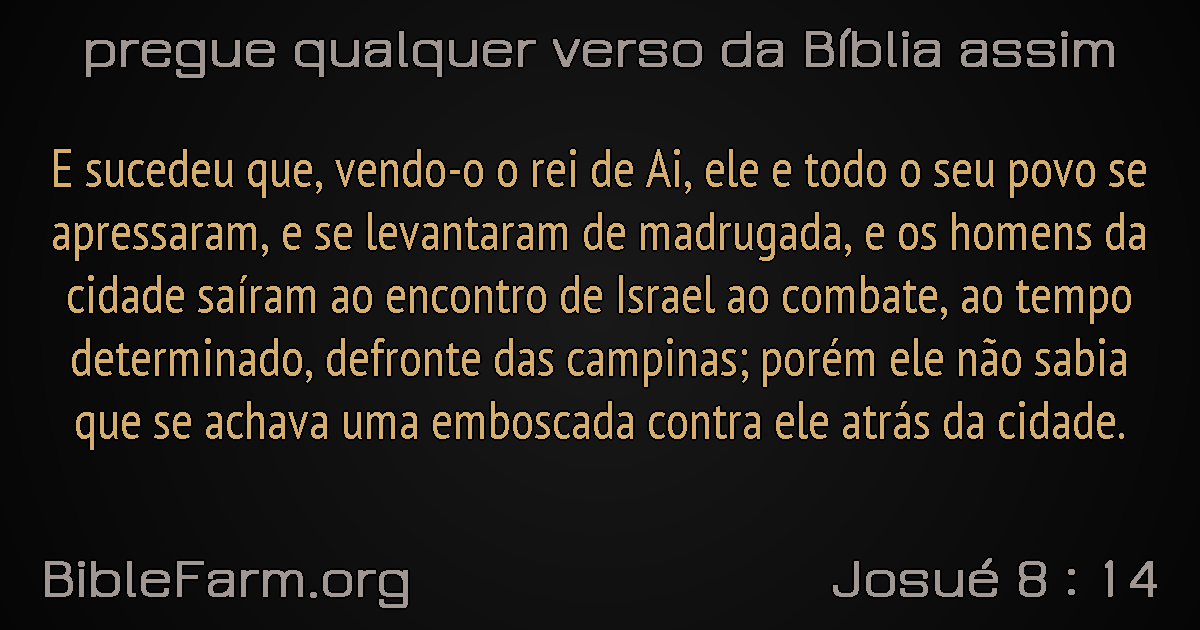 pregue qualquer verso da Bíblia assim
E sucedeu que, vendo-o o rei de Ai, ele e todo o seu povo se
apressaram, e se levantaram de madrugada, e os homens da
cidade saíram ao encontro de Israel ao combate, ao tempo
determinado, defronte das campinas; porém ele não sabia
que se achava uma emboscada contra ele atrás da cidade.
BibleFarm.org
Josué 8 : 14